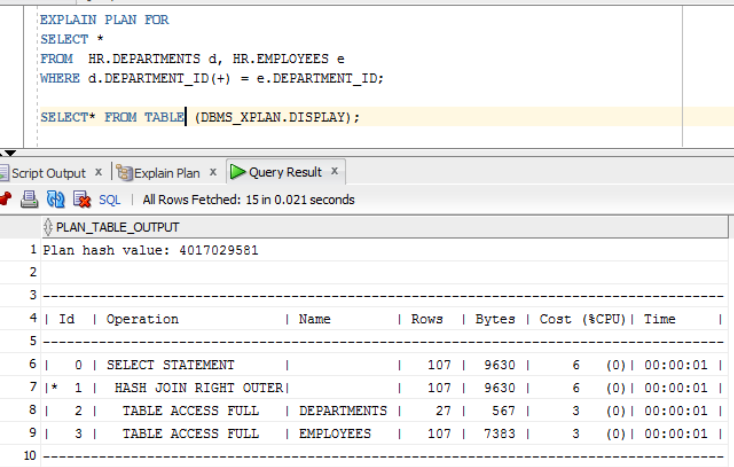 EXPLAIN PLAN FOR
SELECT *
FROM  HR.DEPARTMENTS d, HR.EMPLOYEES e
WHERE d.DEPARTMENT_ID(+) = e.DEPARTMENT_ID;
SELECT* FROM TABLE (DBMS_XPLAN.DISPLAY);
Script Output x | Explain Plan x | Query Result x
SQL | All Rows Fetched: 15 in 0.021 seconds
PLAN_TABLE_OUTPUT
1 Plan hash value: 4017029581
2
3 ---------------------------------------------------------------------------------
4 | Id  | Operation             | Name        | Rows  | Bytes | Cost (%CPU)| Time     |
5 ---------------------------------------------------------------------------------
6 |   0 | SELECT STATEMENT      |             |   107 |  9630 |     6   (0)| 00:00:01 |
7 |*  1 |  HASH JOIN RIGHT OUTER|             |   107 |  9630 |     6   (0)| 00:00:01 |
8 |   2 |   TABLE ACCESS FULL   | DEPARTMENTS |    27 |   567 |     3   (0)| 00:00:01 |
9 |   3 |   TABLE ACCESS FULL   | EMPLOYEES   |   107 |  7383 |     3   (0)| 00:00:01 |
10 ---------------------------------------------------------------------------------